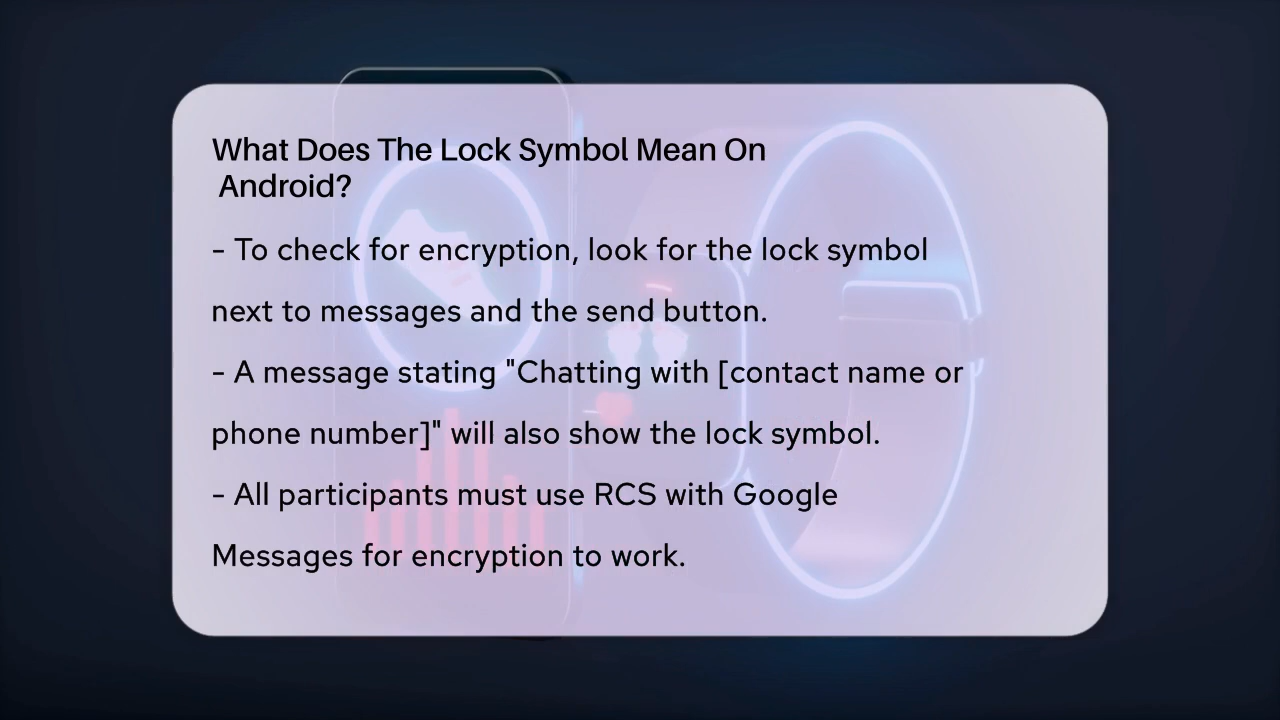 What Does The Lock Symbol Mean On
Android?
- To check for encryption, look for the lock symbol
next to messages and the send button.
- A message stating "Chatting with [contact name or
phone number]" will also show the lock symbol.
- All participants must use RCS with Google
Messages for encryption to work.